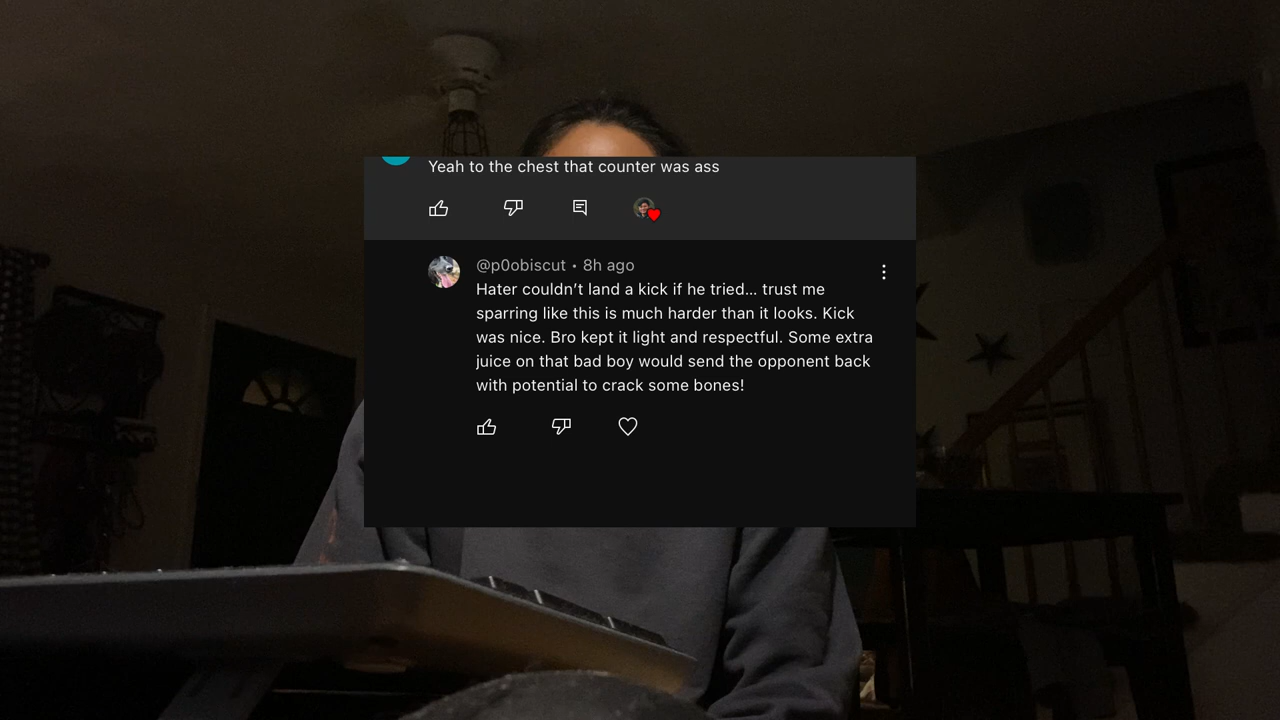 Yeah to the chest that counter was ass
@p0obiscut • 8h ago
Hater couldn’t land a kick if he tried... trust me
sparring like this is much harder than it looks. Kick
was nice. Bro kept it light and respectful. Some extra
juice on that bad boy would send the opponent back
with potential to crack some bones!